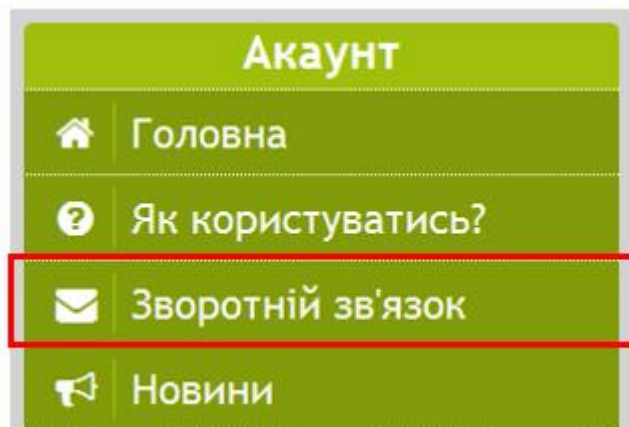 Акаунт
Головна
Як користуватись?
Зворотній зв'язок
Новини